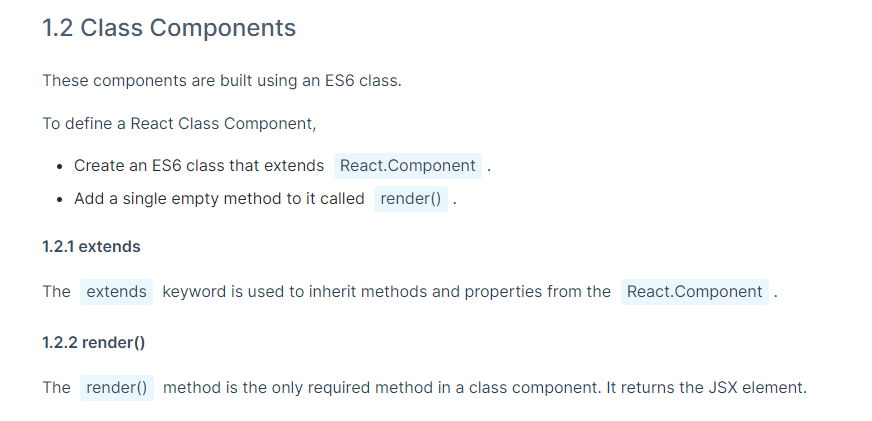 1.2 Class Components
These components are built using an ES6 class.
To define a React Class Component,
• Create an ES6 class that extends React.Component .
• Add a single empty method to it called render() .
1.2.1 extends
The extends keyword is used to inherit methods and properties from the React.Component .
1.2.2 render()
The render() method is the only required method in a class component. It returns the JSX element.